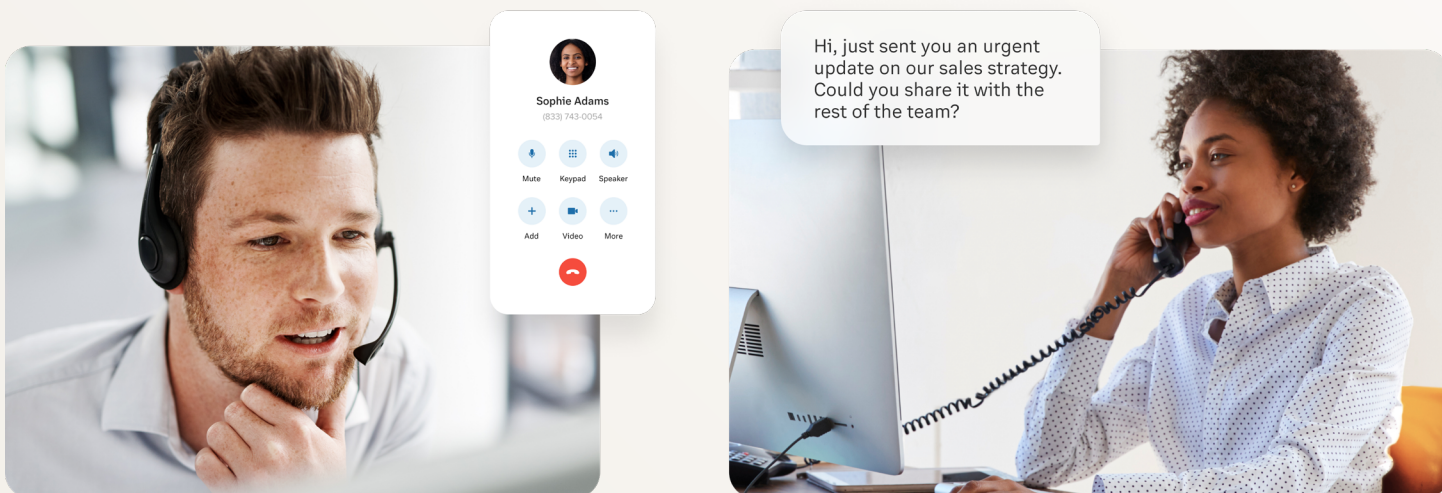 Sophie Adams
(833) 743-0054
Mute Keypad Speaker
Add Video More
Hi, just sent you an urgent
update on our sales strategy.
Could you share it with the
rest of the team?